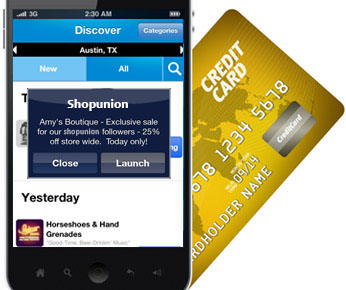 3G 2:30 AM
Discover
Categories
Austin, TX
New All
Shopunion
Amy's Boutique - Exclusive sale
for our shopunion followers - 25%
off store wide. Today only!
Close Launch
Yesterday
Horseshoes & Hand
Grenades
"Good-Time, Beer Drinkin' Music"
CREDIT
CARD
5678 1234 5678
09/14
CARDHOLDER NAME
CreditCard